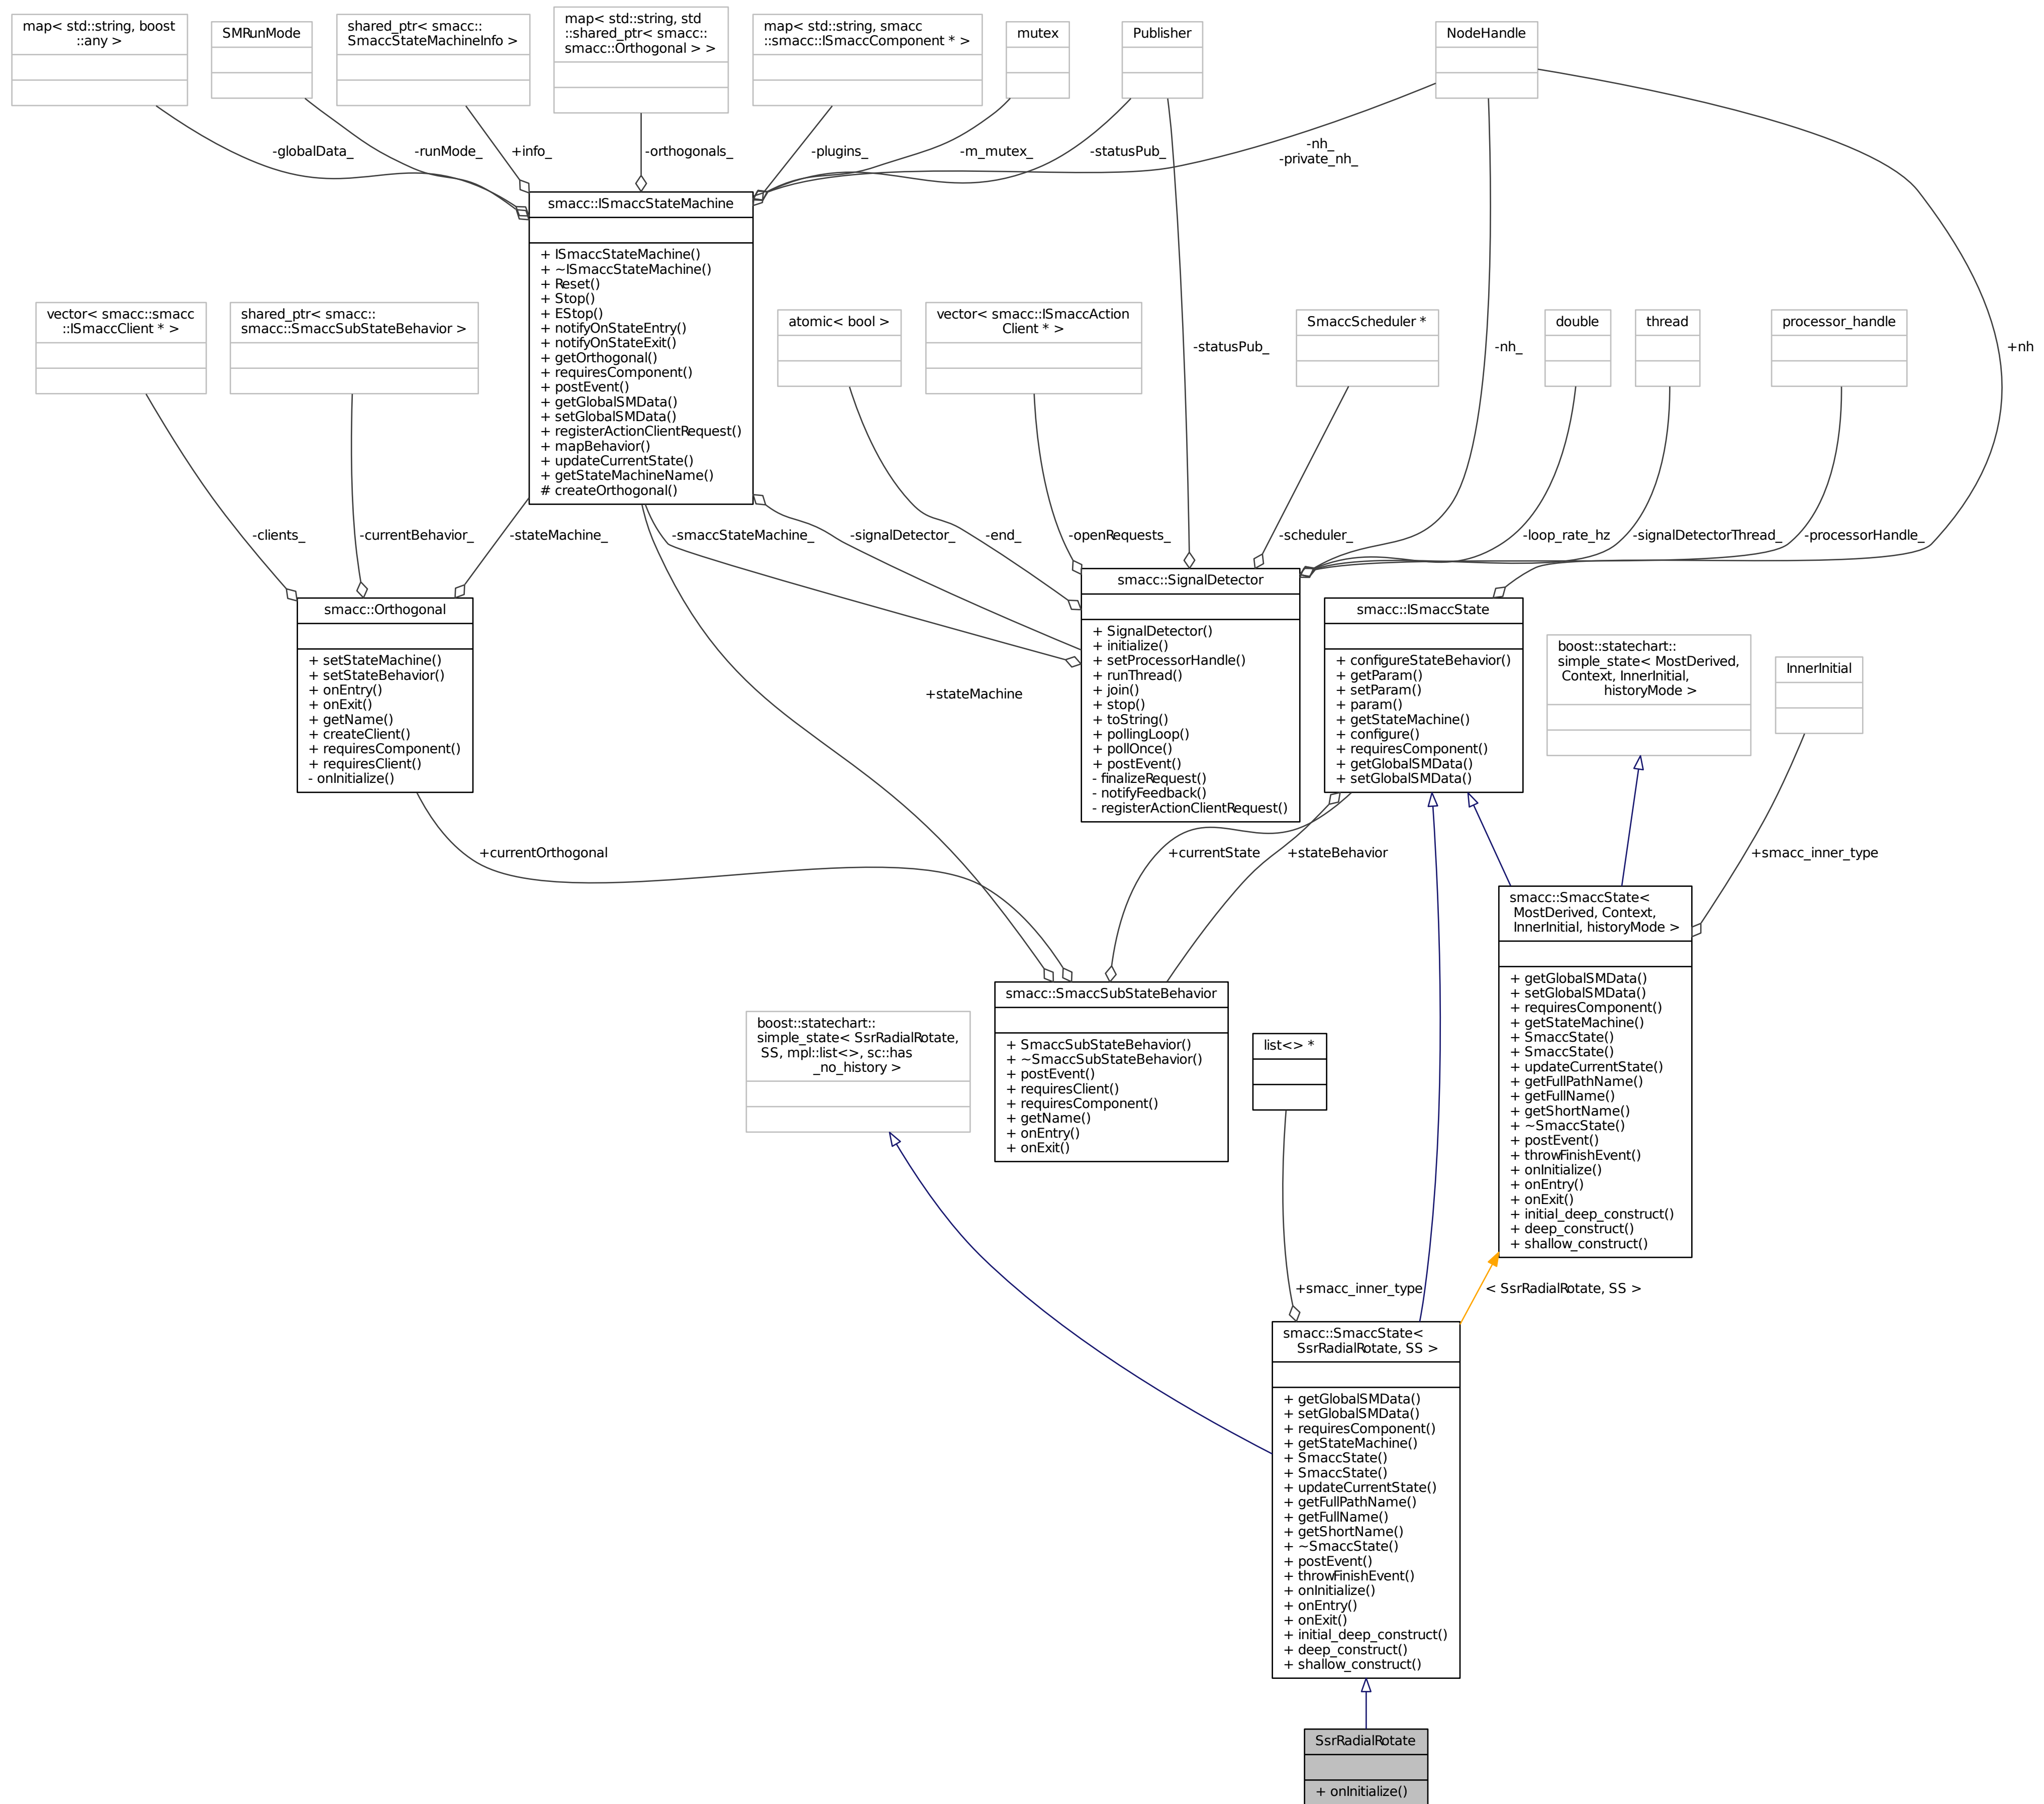 map< std::string, boost
::any >
SMRunMode
shared_ptr< smacc::
SmaccStateMachineInfo >
map< std::string, std
::shared_ptr< smacc::
smacc::Orthogonal > >
map< std::string, smacc
::smacc::ISmaccComponent * >
mutex
Publisher
NodeHandle
-globalData_
-runMode_
+info_
-orthogonals_
-plugins_
-m_mutex_
-statusPub_
-nh_
-private_nh_
smacc::ISmaccStateMachine
+ ISmaccStateMachine()
+ ~ISmaccStateMachine()
+ Reset()
+ Stop()
+ EStop()
+ notifyOnStateEntry()
+ notifyOnStateExit()
+ getOrthogonal()
+ requiresComponent()
+ postEvent()
+ getGlobalSMData()
+ setGlobalSMData()
+ registerActionClientRequest()
+ mapBehavior()
+ updateCurrentState()
+ getStateMachineName()
# createOrthogonal()
vector< smacc::smacc
::ISmaccClient * >
shared_ptr< smacc::
smacc::SmaccSubStateBehavior >
atomic< bool >
vector< smacc::ISmaccAction
Client * >
SmaccScheduler *
double
thread
processor_handle
-statusPub_
-nh_
+nh
-clients_
-currentBehavior_
-stateMachine_
-smaccStateMachine_
-signalDetector_
-end_
-openRequests_
-scheduler_
-loop_rate_hz
-signalDetectorThread_
-processorHandle_
smacc::Orthogonal
+ setStateMachine()
+ setStateBehavior()
+ onEntry()
+ onExit()
+ getName()
+ createClient()
+ requiresComponent()
+ requiresClient()
- onInitialize()
smacc::SignalDetector
+ SignalDetector()
+ initialize()
+ setProcessorHandle()
+ runThread()
+ join()
+ stop()
+ toString()
+ pollingLoop()
+ pollOnce()
+ postEvent()
- finalizeRequest()
- notifyFeedback()
- registerActionClientRequest()
smacc::ISmaccState
+ configureStateBehavior()
+ getParam()
+ setParam()
+ param()
+ getStateMachine()
+ configure()
+ requiresComponent()
+ getGlobalSMData()
+ setGlobalSMData()
boost::statechart::
simple_state< MostDerived,
Context, InnerInitial,
historyMode >
InnerInitial
+stateMachine
+currentOrthogonal
+currentState
+stateBehavior
+smacc_inner_type
smacc::SmaccState<
MostDerived, Context,
InnerInitial, historyMode >
+ getGlobalSMData()
+ setGlobalSMData()
+ requiresComponent()
+ getStateMachine()
+ SmaccState()
+ SmaccState()
+ updateCurrentState()
+ getFullPathName()
+ getFullName()
+ getShortName()
+ ~SmaccState()
+ postEvent()
+ throwFinishEvent()
+ onInitialize()
+ onEntry()
+ onExit()
+ initial_deep_construct()
+ deep_construct()
+ shallow_construct()
boost::statechart::
simple_state< SsrRadialRotate,
SS, mpl::list<>, sc::has
_no_history >
smacc::SmaccSubStateBehavior
+ SmaccSubStateBehavior()
+ ~SmaccSubStateBehavior()
+ postEvent()
+ requiresClient()
+ requiresComponent()
+ getName()
+ onEntry()
+ onExit()
list<> *
+smacc_inner_type
< SsrRadialRotate, SS >
smacc::SmaccState<
SsrRadialRotate, SS >
+ getGlobalSMData()
+ setGlobalSMData()
+ requiresComponent()
+ getStateMachine()
+ SmaccState()
+ SmaccState()
+ updateCurrentState()
+ getFullPathName()
+ getFullName()
+ getShortName()
+ ~SmaccState()
+ postEvent()
+ throwFinishEvent()
+ onInitialize()
+ onEntry()
+ onExit()
+ initial_deep_construct()
+ deep_construct()
+ shallow_construct()
SsrRadialRotate
+ onInitialize()